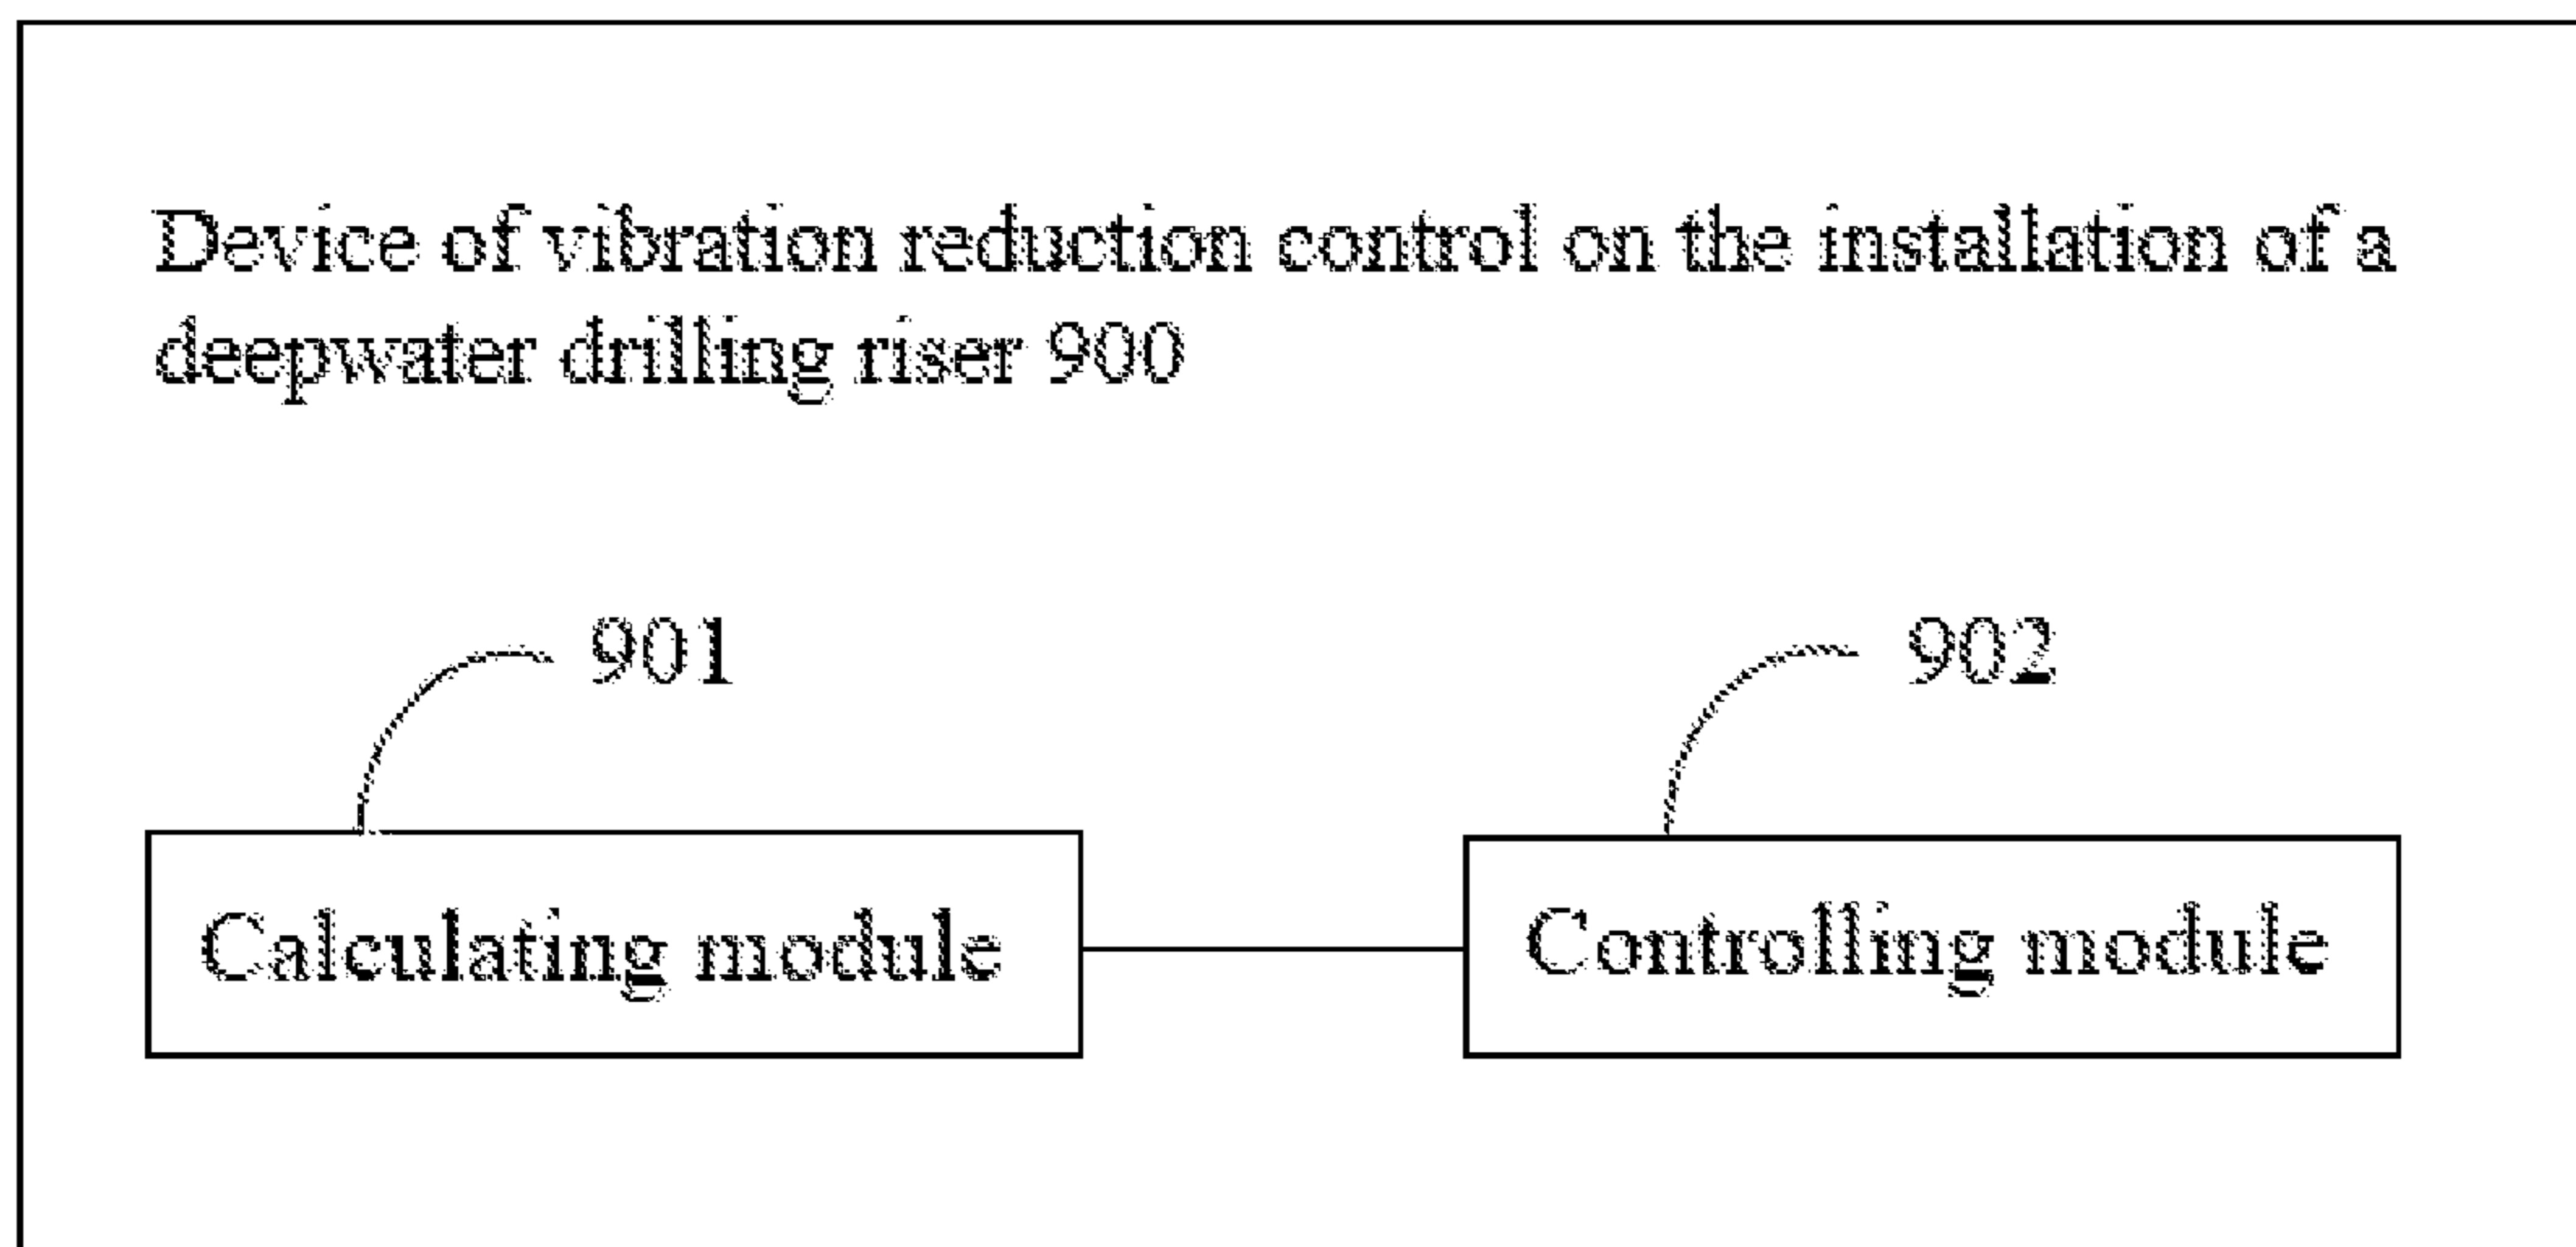 Device of vibration reduction control on the installation of a
deepwater drilling riser 900
901
902
Calculating module
Controlling module